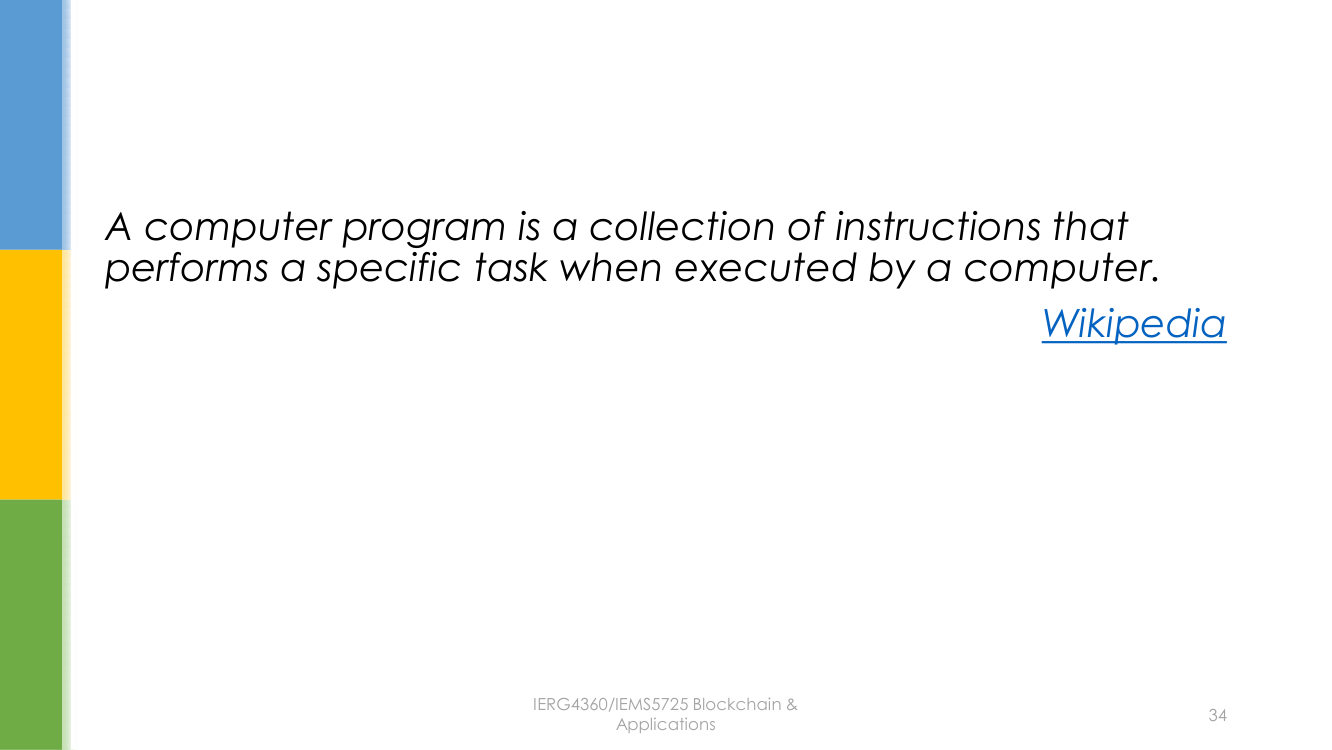 A computer program is a collection of instructions that
performs a specific task when executed by a computer.
Wikipedia
IERG4360/IEMS5725 Blockchain &
Applications
34